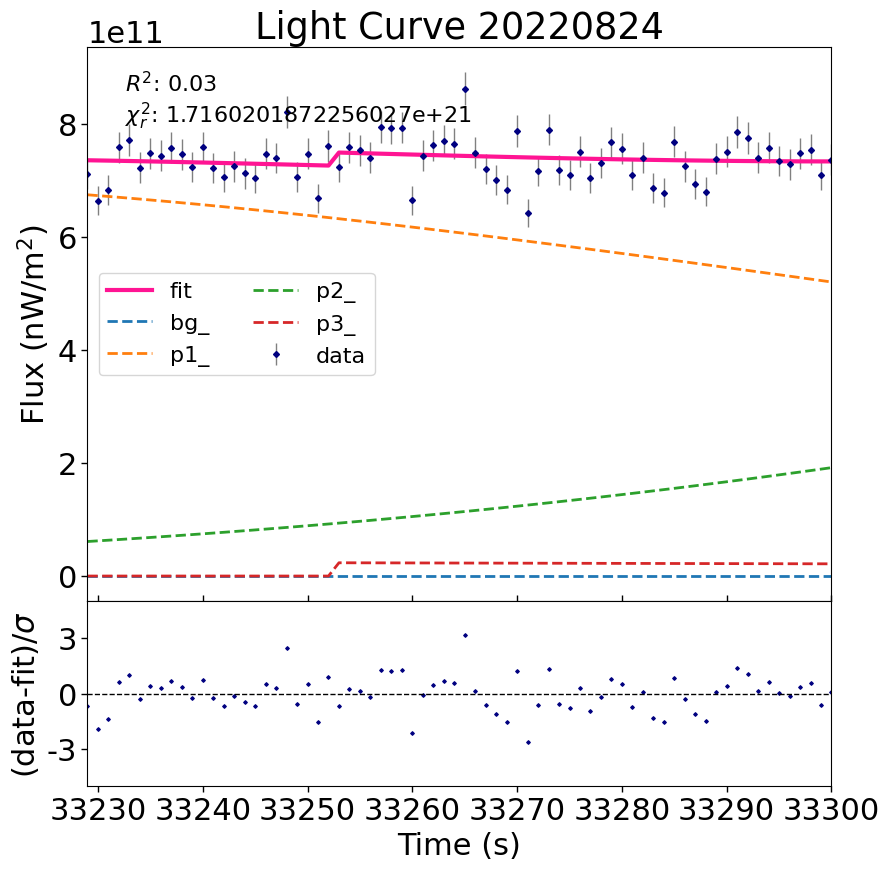 Light Curve 20220824
1e11
R²: 0.03
χ²ᵣ: 1.7160201872256027e+21
8
6
4
2
0
Flux (nW/m²)
fit
bg_
p1_
p2_
p3_
data
3
0
-3
(data-fit)/σ
33230 33240 33250 33260 33270 33280 33290 33300
Time (s)